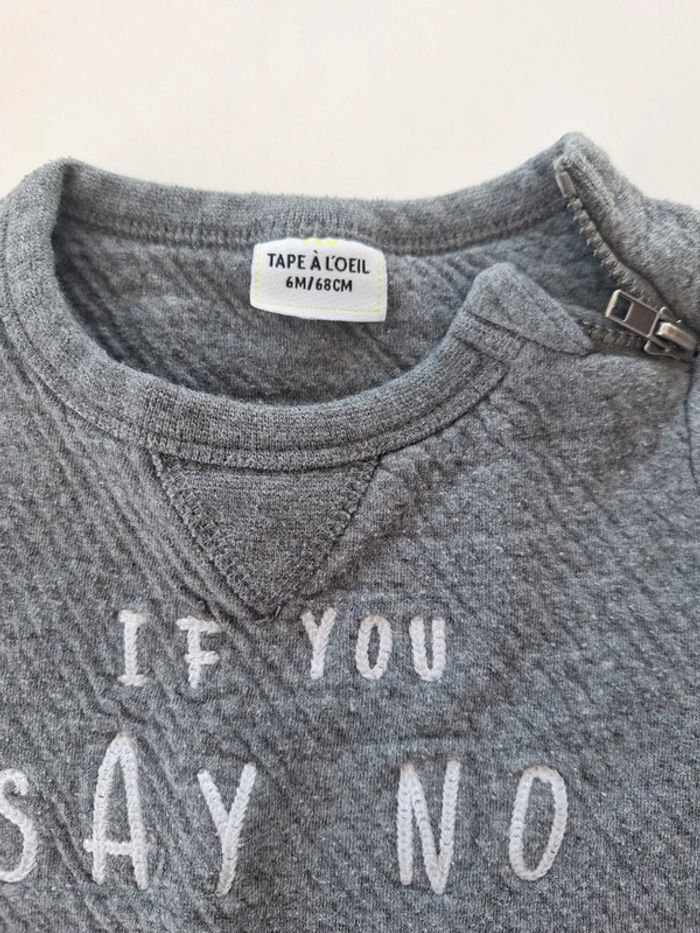 TAPE À L'OEIL
6M/68CM
IF YOU
SAY NO